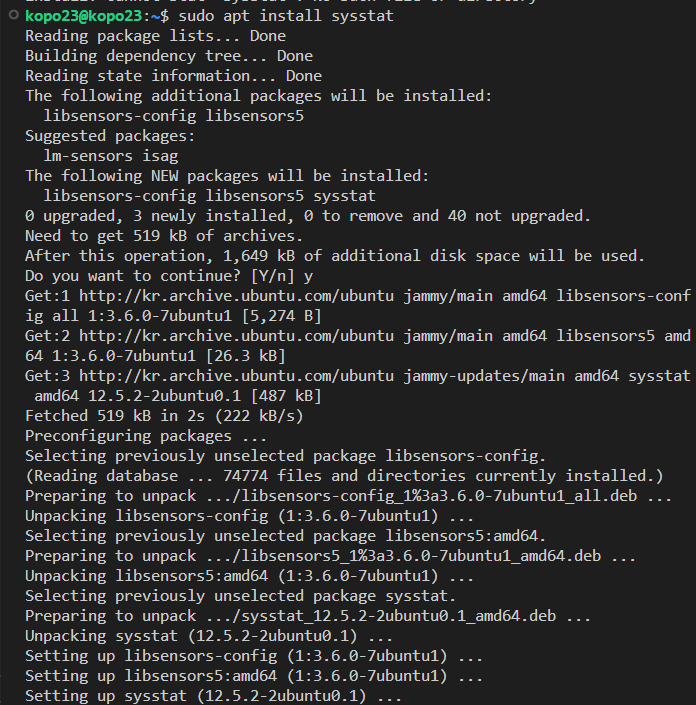 install: cannot stat 'sysstat': No such file or directory
kopo23@kopo23:~$ sudo apt install sysstat
Reading package lists... Done
Building dependency tree... Done
Reading state information... Done
The following additional packages will be installed:
  libsensors-config libsensors5
Suggested packages:
  lm-sensors isag
The following NEW packages will be installed:
  libsensors-config libsensors5 sysstat
0 upgraded, 3 newly installed, 0 to remove and 40 not upgraded.
Need to get 519 kB of archives.
After this operation, 1,649 kB of additional disk space will be used.
Do you want to continue? [Y/n] y
Get:1 http://kr.archive.ubuntu.com/ubuntu jammy/main amd64 libsensors-conf
ig all 1:3.6.0-7ubuntu1 [5,274 B]
Get:2 http://kr.archive.ubuntu.com/ubuntu jammy/main amd64 libsensors5 amd
64 1:3.6.0-7ubuntu1 [26.3 kB]
Get:3 http://kr.archive.ubuntu.com/ubuntu jammy-updates/main amd64 sysstat
 amd64 12.5.2-2ubuntu0.1 [487 kB]
Fetched 519 kB in 2s (222 kB/s)
Preconfiguring packages ...
Selecting previously unselected package libsensors-config.
(Reading database ... 74774 files and directories currently installed.)
Preparing to unpack .../libsensors-config_1%3a3.6.0-7ubuntu1_all.deb ...
Unpacking libsensors-config (1:3.6.0-7ubuntu1) ...
Selecting previously unselected package libsensors5:amd64.
Preparing to unpack .../libsensors5_1%3a3.6.0-7ubuntu1_amd64.deb ...
Unpacking libsensors5:amd64 (1:3.6.0-7ubuntu1) ...
Selecting previously unselected package sysstat.
Preparing to unpack .../sysstat_12.5.2-2ubuntu0.1_amd64.deb ...
Unpacking sysstat (12.5.2-2ubuntu0.1) ...
Setting up libsensors-config (1:3.6.0-7ubuntu1) ...
Setting up libsensors5:amd64 (1:3.6.0-7ubuntu1) ...
Setting up sysstat (12.5.2-2ubuntu0.1) ...